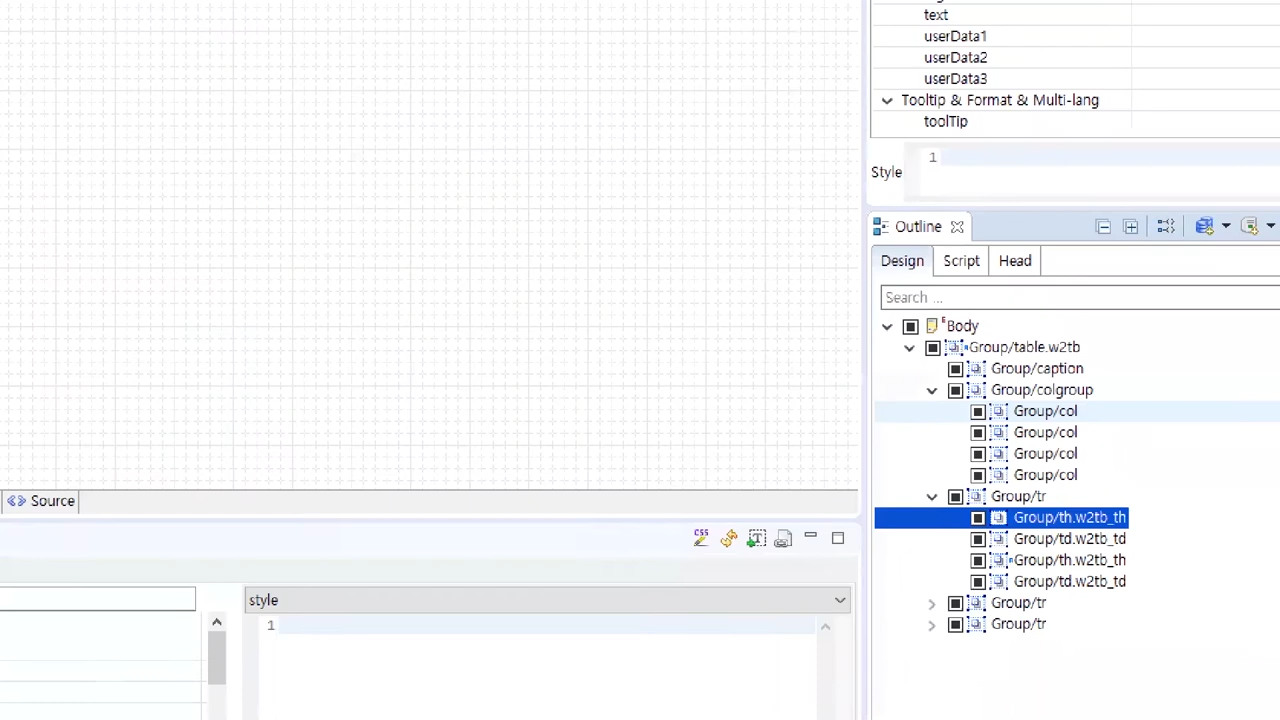 text
userData1
userData2
userData3
Tooltip & Format & Multi-lang
toolTip
1
Style
Outline
Design Script Head
Search ...
E Body
Group/table.w2tb
Group/caption
Group/colgroup
Group/col
Group/col
Group/col
Group/col
Group/tr
Group/th.w2tb_th
Group/td.w2tb_td
Group/th.w2tb_th
Group/td.w2tb_td
Group/tr
Group/tr
Source
CSS
style
1